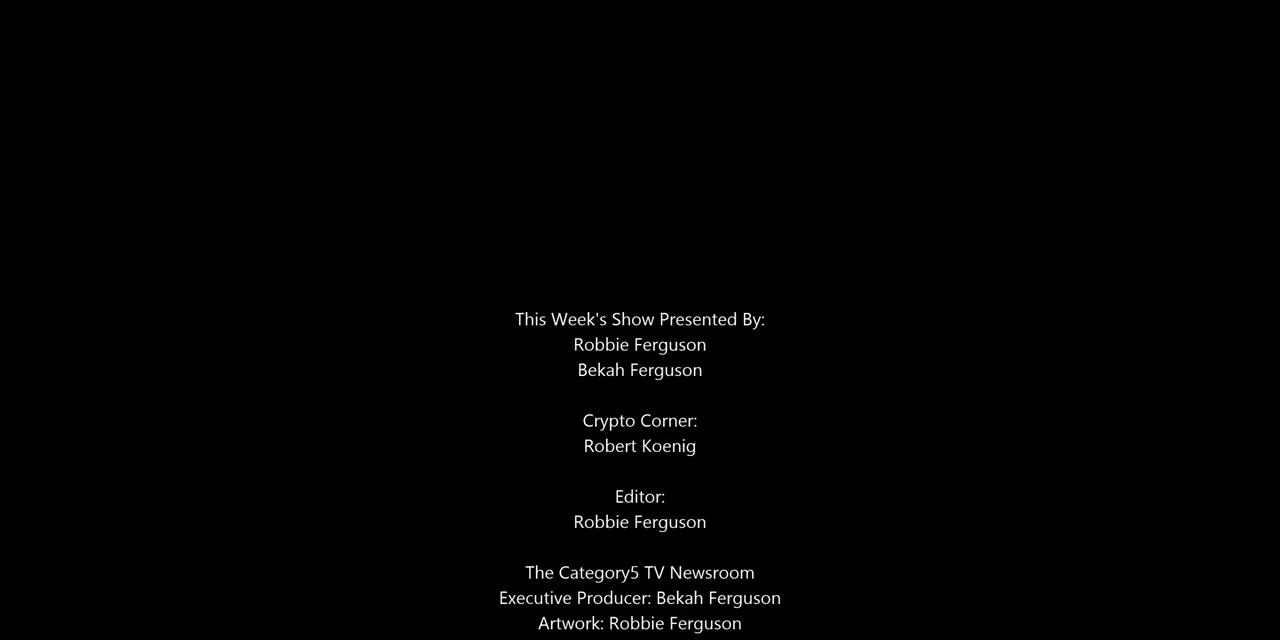 This Week's Show Presented By:
Robbie Ferguson
Bekah Ferguson
Crypto Corner:
Robert Koenig
Editor:
Robbie Ferguson
The Category5 TV Newsroom
Executive Producer: Bekah Ferguson
Artwork: Robbie Ferguson